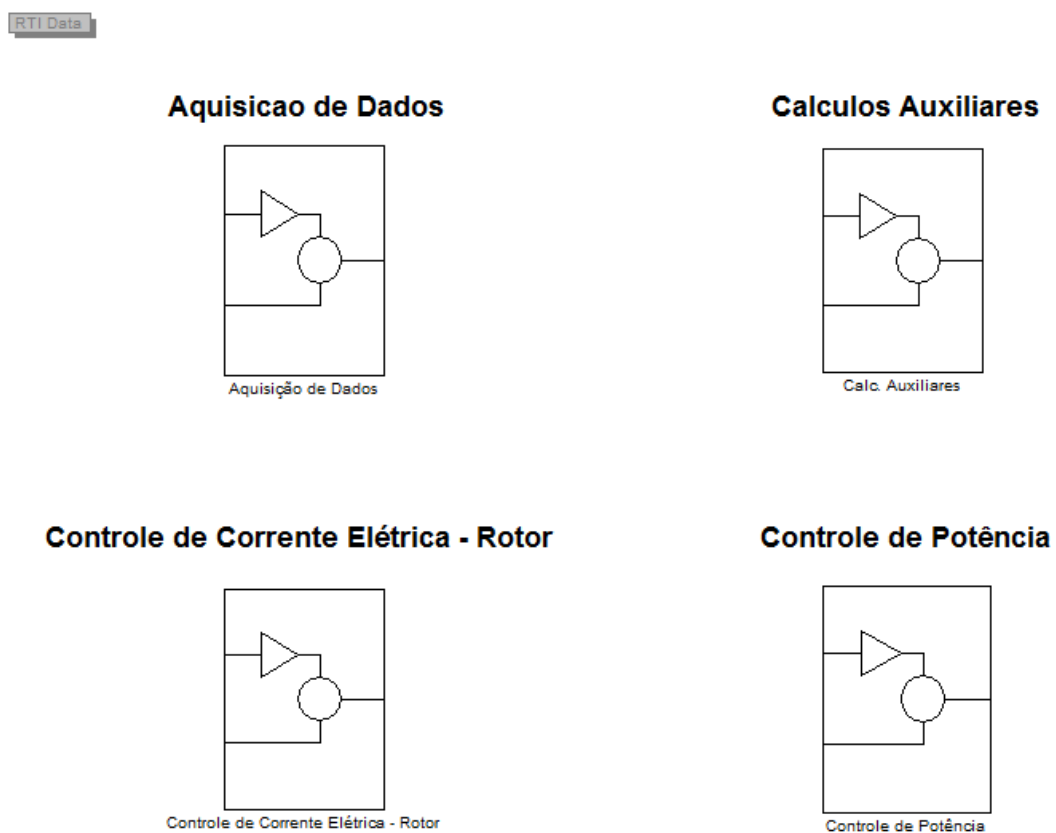 RTI Data
Aquisicao de Dados
Calculos Auxiliares
Aquisição de Dados
Calc. Auxiliares
Controle de Corrente Elétrica - Rotor
Controle de Potência
Controle de Corrente Elétrica - Rotor
Controle de Potência